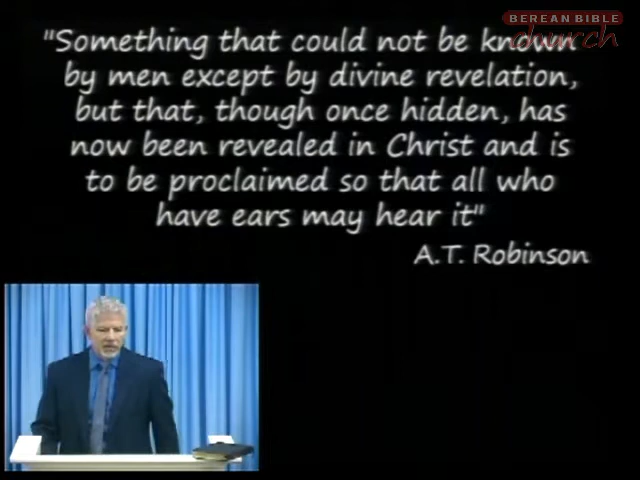 BEREAN BIBLE
church
"Something that could not be known
by men except by divine revelation,
but that, though once hidden, has
now been revealed in Christ and is
to be proclaimed so that all who
have ears may hear it"
A.T. Robinson